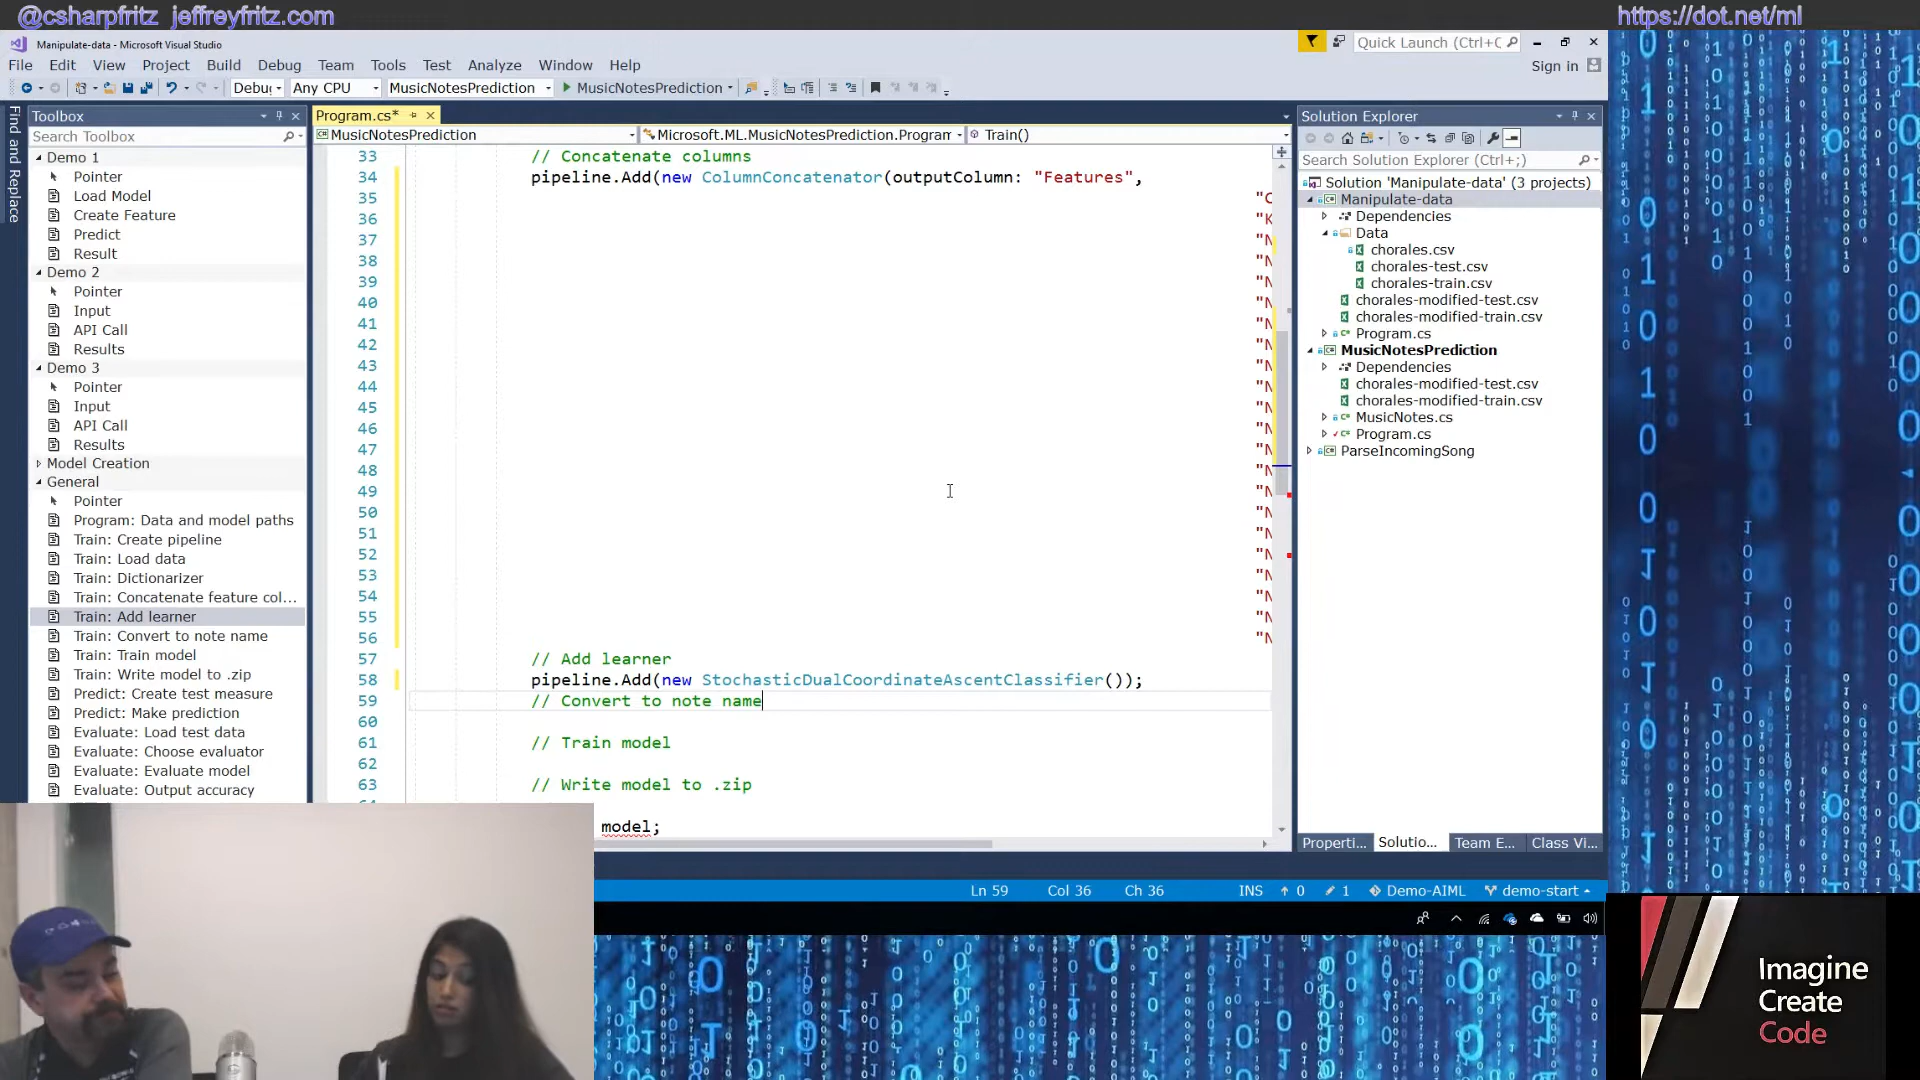 @csharpfritz jeffreyfritz.com
https://dot.net/ml
Manipulate-data - Microsoft Visual Studio
Quick Launch (Ctrl+Q
File Edit View Project Build Debug Team Tools Test Analyze Window Help
Sign in
Debug Any CPU MusicNotesPrediction MusicNotesPrediction
Find and Replace
Toolbox
Search Toolbox
Demo 1
Pointer
Load Model
Create Feature
Predict
Result
Demo 2
Pointer
Input
API Call
Results
Demo 3
Pointer
Input
API Call
Results
Model Creation
General
Pointer
Program: Data and model paths
Train: Create pipeline
Train: Load data
Train: Dictionarizer
Train: Concatenate feature col...
Train: Add learner
Train: Convert to note name
Train: Train model
Train: Write model to .zip
Predict: Create test measure
Predict: Make prediction
Evaluate: Load test data
Evaluate: Choose evaluator
Evaluate: Evaluate model
Evaluate: Output accuracy
Program.cs*
MusicNotesPrediction Microsoft.ML.MusicNotesPrediction.Program Train()
33 // Concatenate columns
34 pipeline.Add(new ColumnConcatenator(outputColumn: "Features",
35
36 "K
37 "N
38 "N
39 "N
40 "N
41 "N
42 "N
43 "N
44 "N
45 "N
46 "N
47 "N
48 "N
49 "N
50 "N
51 "N
52 "N
53 "N
54 "N
55 "N
56 "N
57 // Add learner
58 pipeline.Add(new StochasticDualCoordinateAscentClassifier());
59 // Convert to note name
60
61 // Train model
62
63 // Write model to .zip
model;
Solution Explorer
Search Solution Explorer (Ctrl+;)
Solution 'Manipulate-data' (3 projects)
Manipulate-data
Dependencies
Data
chorales.csv
chorales-test.csv
chorales-train.csv
chorales-modified-test.csv
chorales-modified-train.csv
Program.cs
MusicNotesPrediction
Dependencies
chorales-modified-test.csv
chorales-modified-train.csv
MusicNotes.cs
Program.cs
ParseIncomingSong
Properti... Solutio... Team E... Class Vi...
Ln 59 Col 36 Ch 36 INS 0 1 Demo-AIML demo-start
Imagine
Create
Code